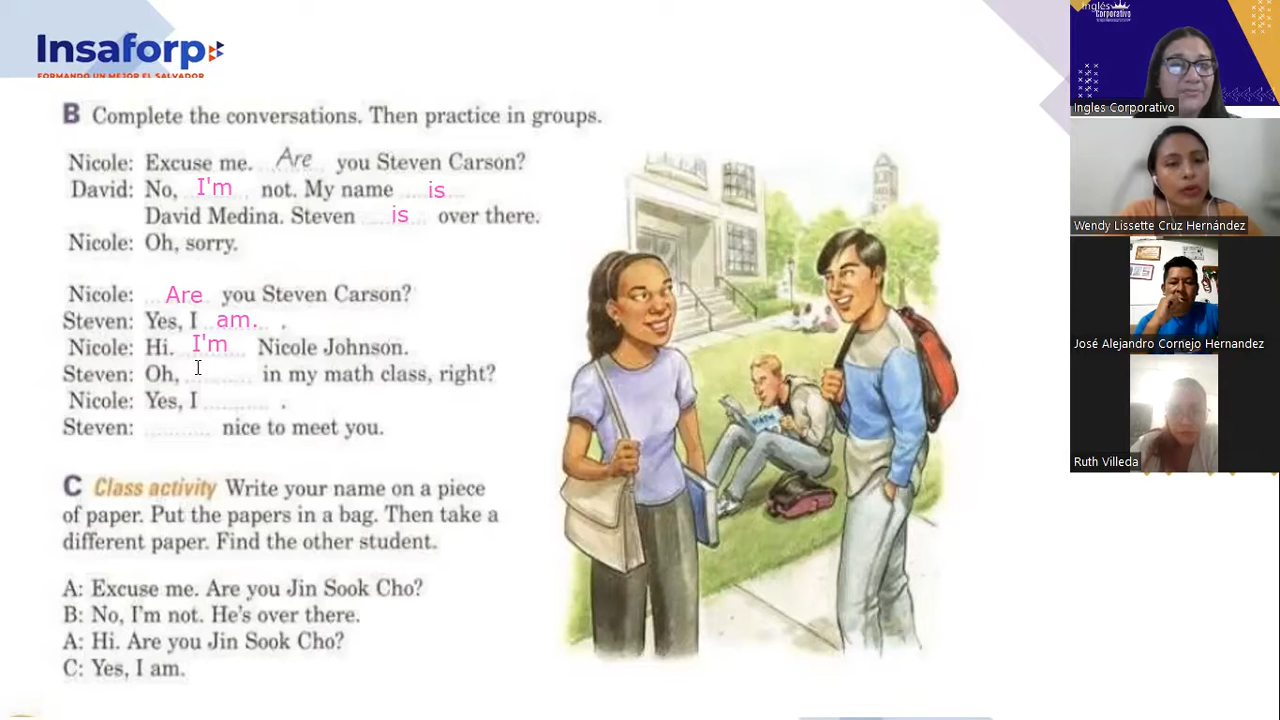 Insaforp
FORMANDO UN MEJOR EL SALVADOR
B Complete the conversations. Then practice in groups.
Nicole: Excuse me. Are you Steven Carson?
David: No, I'm not. My name is
David Medina. Steven is over there.
Nicole: Oh, sorry.
Nicole: Are you Steven Carson?
Steven: Yes, I am. .
Nicole: Hi. I'm Nicole Johnson.
Steven: Oh, ............ in my math class, right?
Nicole: Yes, I ............ .
Steven: ............ nice to meet you.
C Class activity Write your name on a piece
of paper. Put the papers in a bag. Then take a
different paper. Find the other student.
A: Excuse me. Are you Jin Sook Cho?
B: No, I'm not. He's over there.
A: Hi. Are you Jin Sook Cho?
C: Yes, I am.
Inglés
Corporativo
Ingles Corporativo
Wendy Lissette Cruz Hernández
José Alejandro Cornejo Hernandez
Ruth Villeda